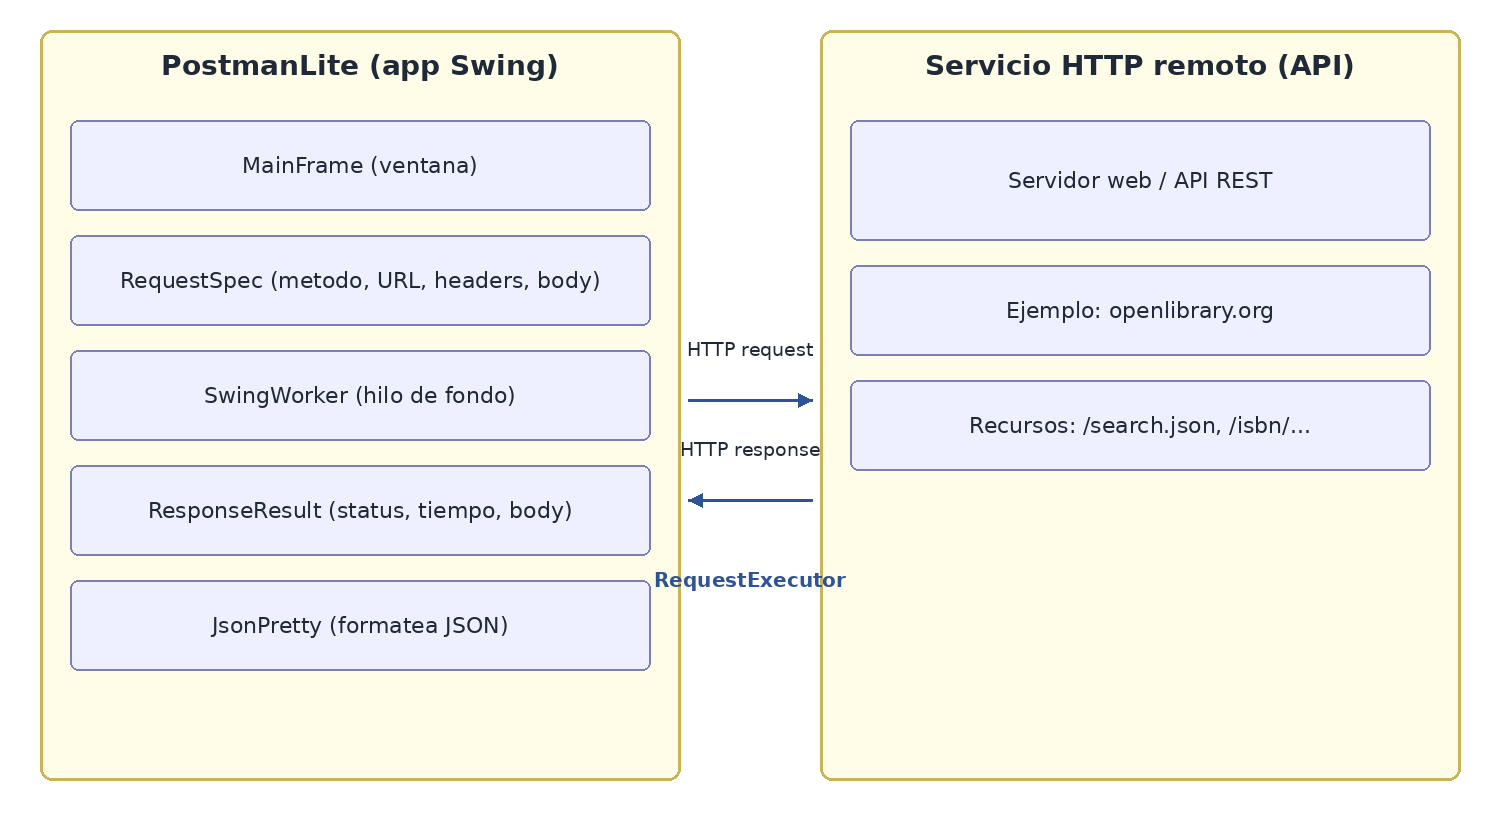 PostmanLite (app Swing)
MainFrame (ventana)
RequestSpec (metodo, URL, headers, body)
SwingWorker (hilo de fondo)
ResponseResult (status, tiempo, body)
JsonPretty (formatea JSON)
HTTP request
HTTP response
RequestExecutor
Servicio HTTP remoto (API)
Servidor web / API REST
Ejemplo: openlibrary.org
Recursos: /search.json, /isbn/...